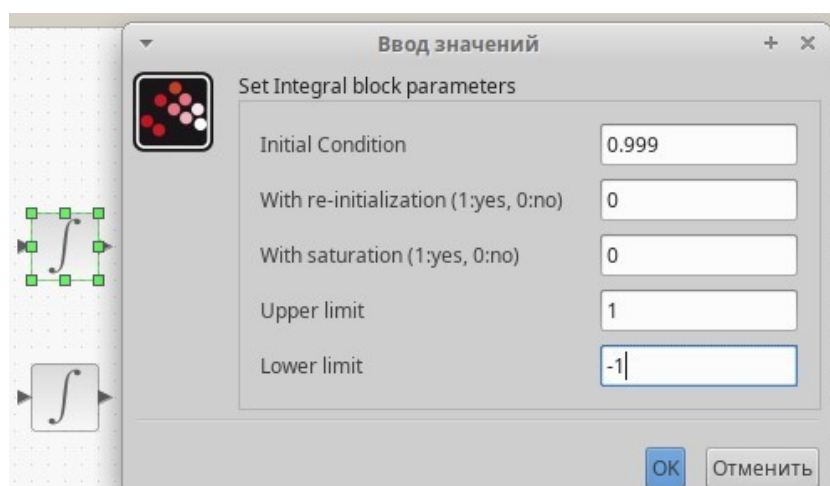 Ввод значений
Set Integral block parameters
Initial Condition 0.999
With re-initialization (1:yes, 0:no) 0
With saturation (1:yes, 0:no) 0
Upper limit 1
Lower limit -1
∫
∫
OK Отменить